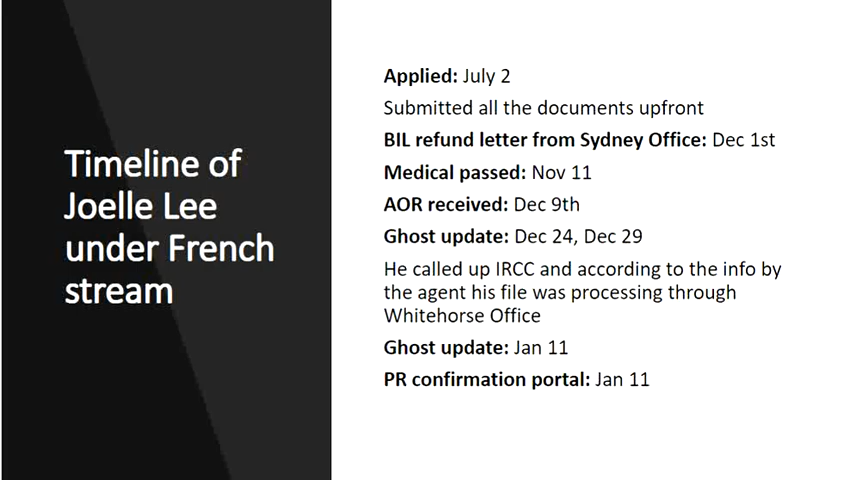 Timeline of
Joelle Lee
under French
stream
Applied: July 2
Submitted all the documents upfront
BIL refund letter from Sydney Office: Dec 1st
Medical passed: Nov 11
AOR received: Dec 9th
Ghost update: Dec 24, Dec 29
He called up IRCC and according to the info by
the agent his file was processing through
Whitehorse Office
Ghost update: Jan 11
PR confirmation portal: Jan 11